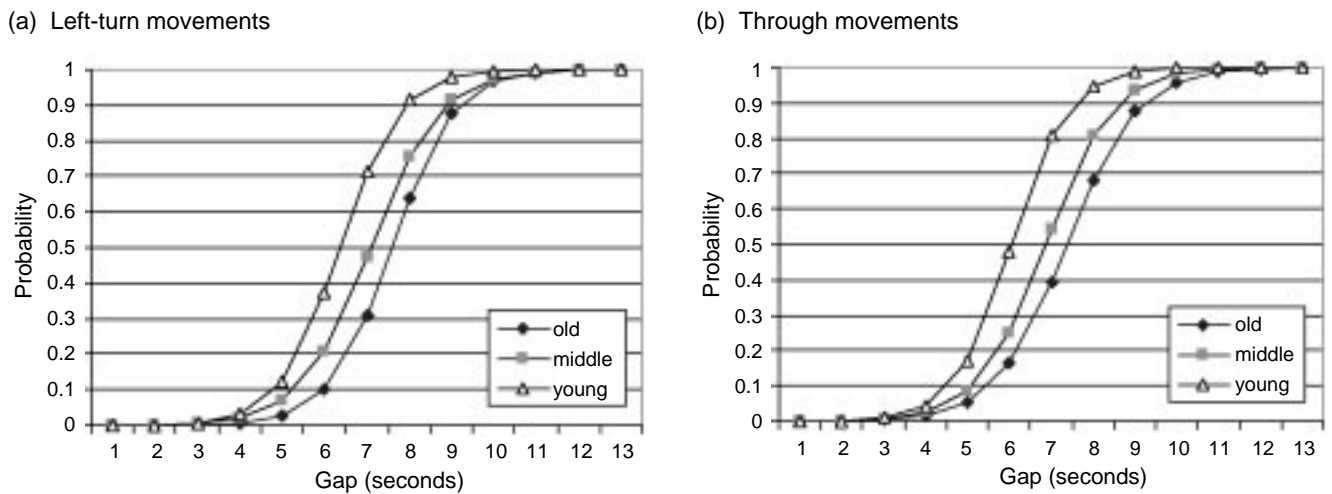 (a) Left-turn movements
1
0.9
0.8
0.7
0.6
0.5
0.4
0.3
0.2
0.1
0
Probability
old
middle
young
1 2 3 4 5 6 7 8 9 10 11 12 13
Gap (seconds)
(b) Through movements
1
0.9
0.8
0.7
0.6
0.5
0.4
0.3
0.2
0.1
0
Probability
old
middle
young
1 2 3 4 5 6 7 8 9 10 11 12 13
Gap (seconds)